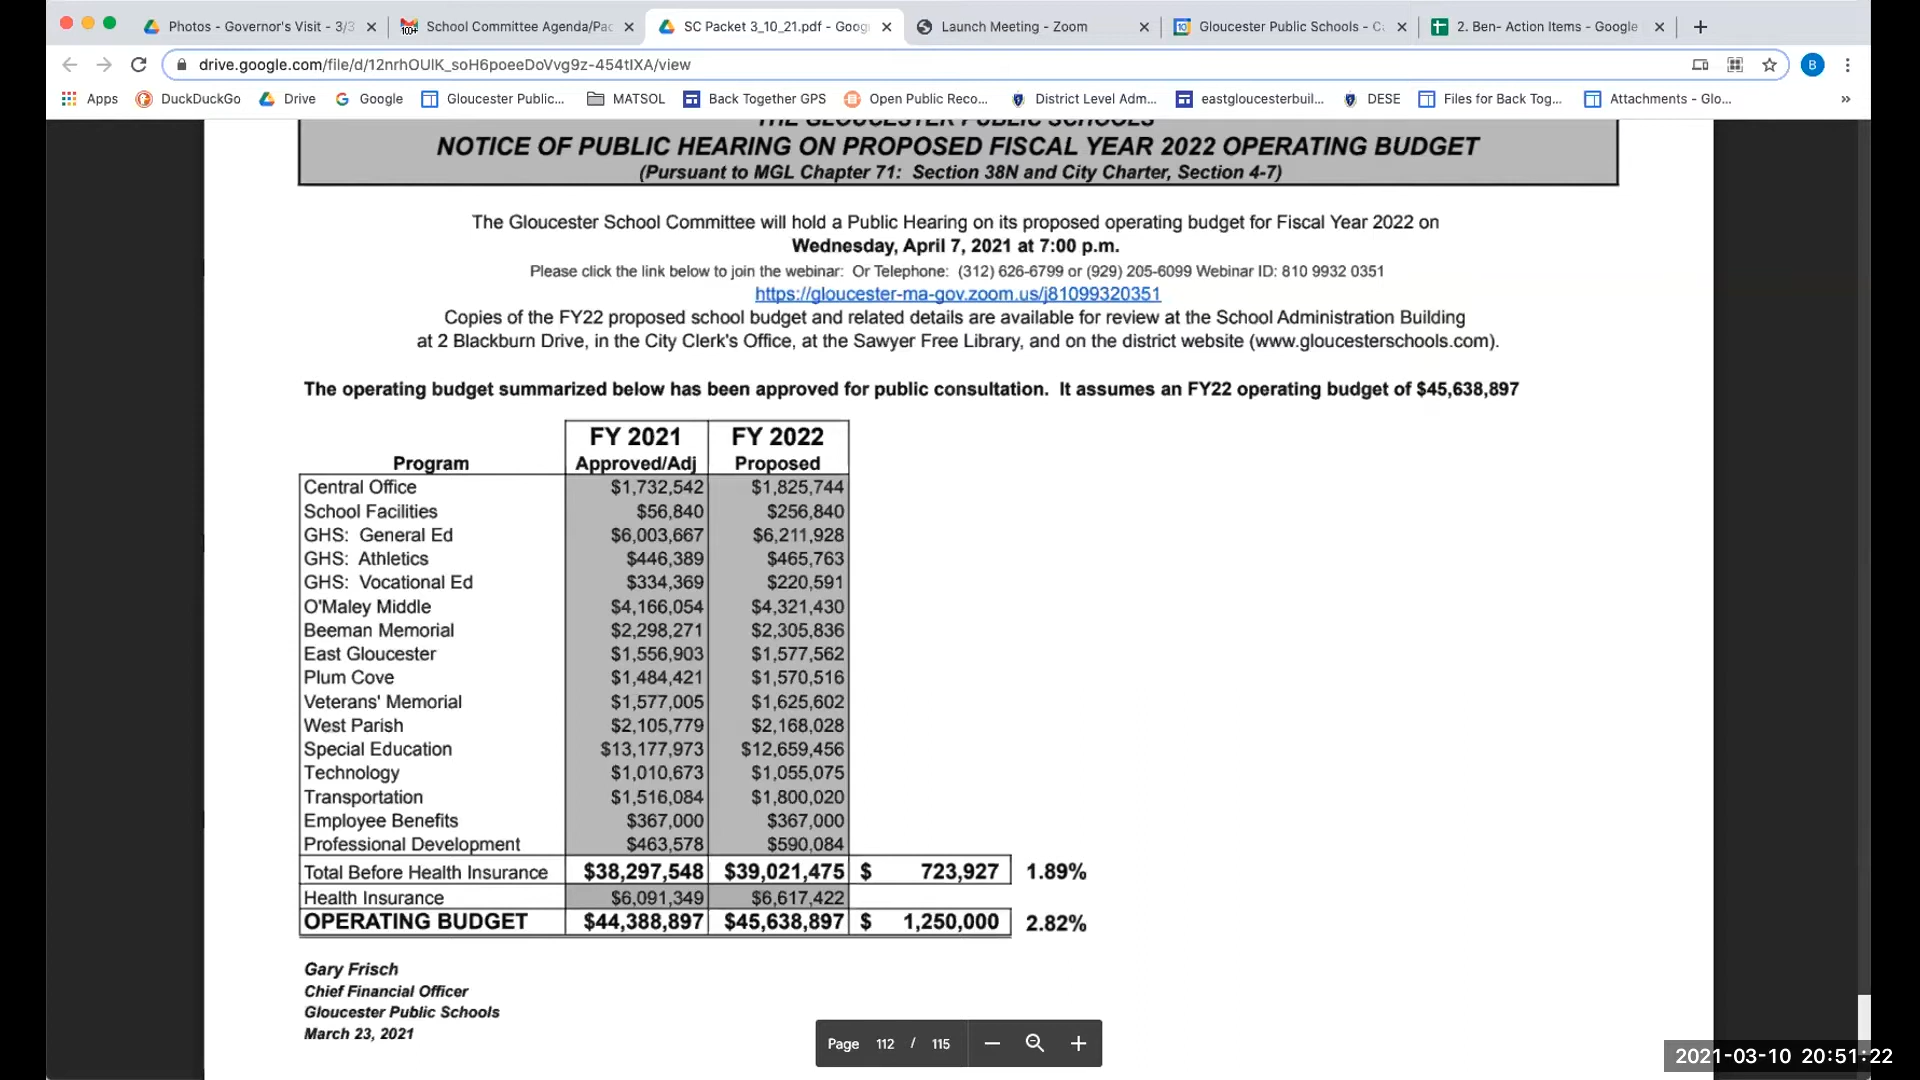 Photos - Governor's Visit - 3/3
School Committee Agenda/Pac
SC Packet 3_10_21.pdf - Goog
Launch Meeting - Zoom
Gloucester Public Schools - C
2. Ben- Action Items - Google
drive.google.com/file/d/12nrhOUlK_soH6poeeDoVvg9z-454tIXA/view
B
Apps
DuckDuckGo
Drive
Google
Gloucester Public...
MATSOL
Back Together GPS
Open Public Reco...
District Level Adm...
eastgloucesterbuil...
DESE
Files for Back Tog...
Attachments - Glo...
»
THE GLOUCESTER PUBLIC SCHOOLS
NOTICE OF PUBLIC HEARING ON PROPOSED FISCAL YEAR 2022 OPERATING BUDGET
(Pursuant to MGL Chapter 71: Section 38N and City Charter, Section 4-7)
The Gloucester School Committee will hold a Public Hearing on its proposed operating budget for Fiscal Year 2022 on
Wednesday, April 7, 2021 at 7:00 p.m.
Please click the link below to join the webinar: Or Telephone: (312) 626-6799 or (929) 205-6099 Webinar ID: 810 9932 0351
https://gloucester-ma-gov.zoom.us/j81099320351
Copies of the FY22 proposed school budget and related details are available for review at the School Administration Building
at 2 Blackburn Drive, in the City Clerk's Office, at the Sawyer Free Library, and on the district website (www.gloucesterschools.com).
The operating budget summarized below has been approved for public consultation. It assumes an FY22 operating budget of $45,638,897
FY 2021 FY 2022
Program Approved/Adj Proposed
Central Office $1,732,542 $1,825,744
School Facilities $56,840 $256,840
GHS: General Ed $6,003,667 $6,211,928
GHS: Athletics $446,389 $465,763
GHS: Vocational Ed $334,369 $220,591
O'Maley Middle $4,166,054 $4,321,430
Beeman Memorial $2,298,271 $2,305,836
East Gloucester $1,556,903 $1,577,562
Plum Cove $1,484,421 $1,570,516
Veterans' Memorial $1,577,005 $1,625,602
West Parish $2,105,779 $2,168,028
Special Education $13,177,973 $12,659,456
Technology $1,010,673 $1,055,075
Transportation $1,516,084 $1,800,020
Employee Benefits $367,000 $367,000
Professional Development $463,578 $590,084
Total Before Health Insurance $38,297,548 $39,021,475 $ 723,927 1.89%
Health Insurance $6,091,349 $6,617,422
OPERATING BUDGET $44,388,897 $45,638,897 $ 1,250,000 2.82%
Gary Frisch
Chief Financial Officer
Gloucester Public Schools
March 23, 2021
Page 112 / 115
2021-03-10 20:51:22